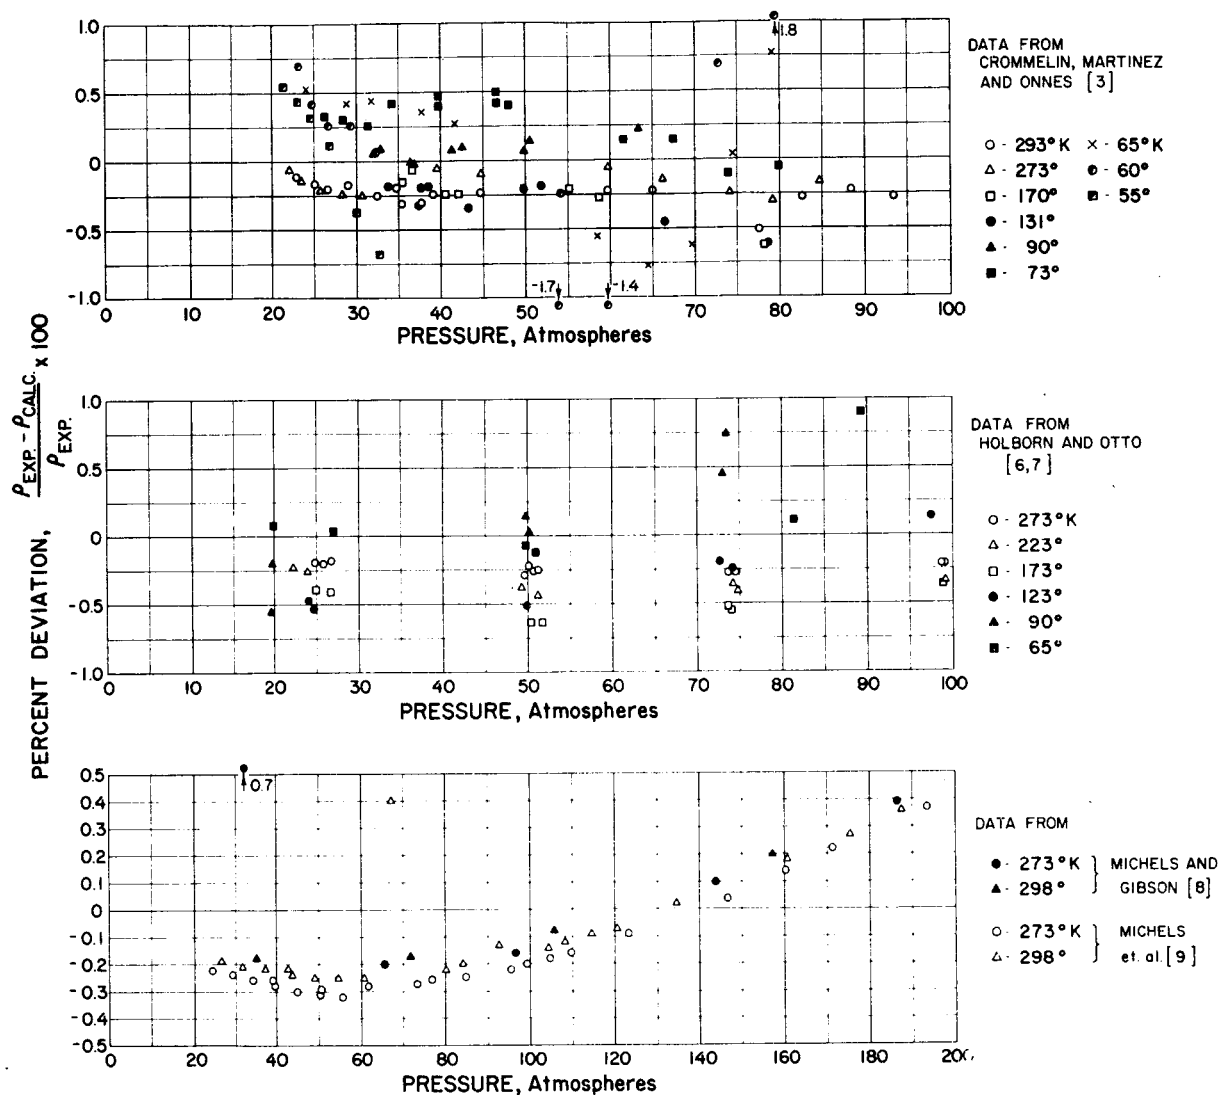 PERCENT DEVIATION, ρEXP. - ρCALC. / ρEXP. x 100
1.0
0.5
0
-0.5
-1.0
1.8
-1.7
-1.4
0 10 20 30 40 50 60 70 80 90 100
PRESSURE, Atmospheres
DATA FROM
CROMMELIN, MARTINEZ
AND ONNES [3]
○ - 293°K × - 65°K
△ - 273° ◑ - 60°
□ - 170° ◪ - 55°
● - 131°
▲ - 90°
■ - 73°
1.0
0.5
0
-0.5
-1.0
0 10 20 30 40 50 60 70 80 90 100
PRESSURE, Atmospheres
DATA FROM
HOLBORN AND OTTO
[6,7]
○ - 273°K
△ - 223°
□ - 173°
● - 123°
▲ - 90°
■ - 65°
0.5
0.4
0.3
0.2
0.1
0
-0.1
-0.2
-0.3
-0.4
-0.5
0.7
0 20 40 60 80 100 120 140 160 180 200
PRESSURE, Atmospheres
DATA FROM
● - 273°K } MICHELS AND
▲ - 298° GIBSON [8]
○ - 273°K } MICHELS
△ - 298° et. al. [9]